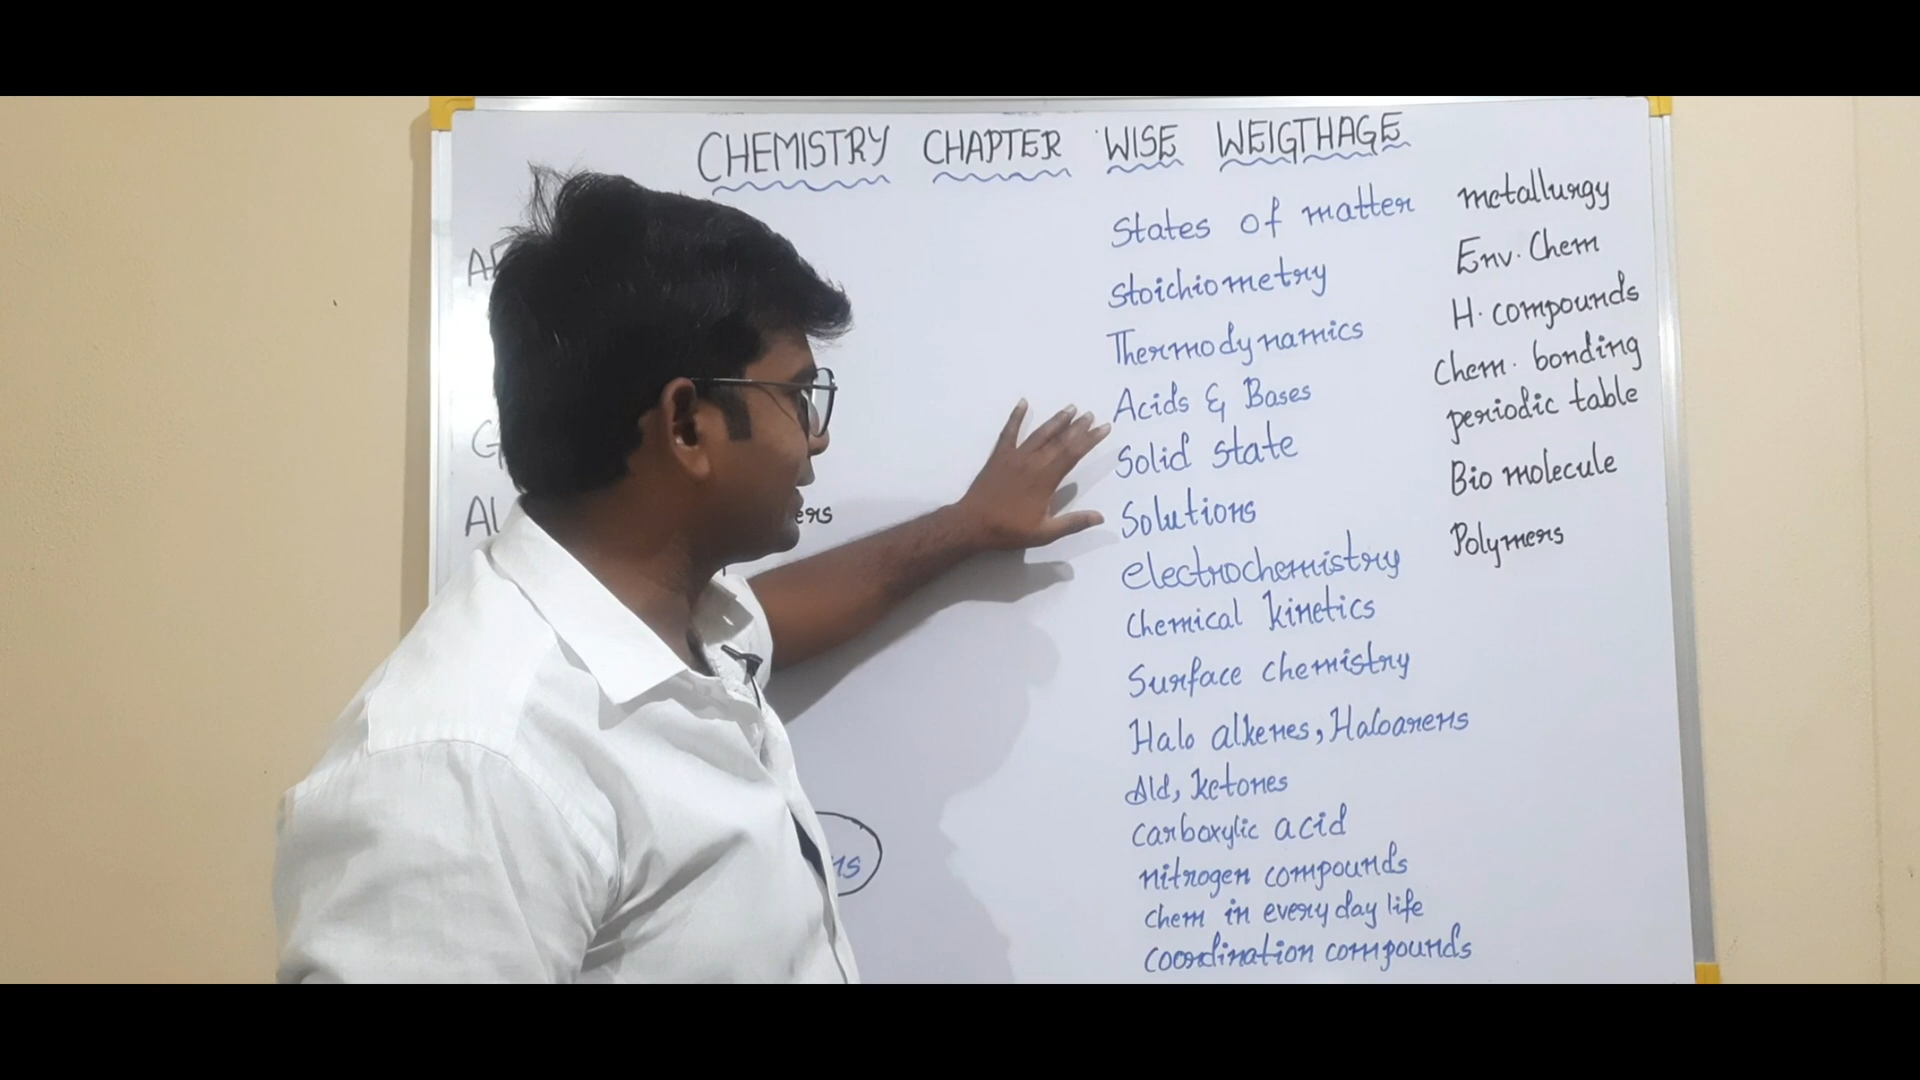 CHEMISTRY CHAPTER WISE WEIGTHAGE
States of matter
Stoichiometry
Thermodynamics
Acids & Bases
Solid state
Solutions
electrochemistry
Chemical kinetics
Surface chemistry
Halo alkenes, Haloarens
Ald, ketones
carboxylic acid
nitrogen compounds
chem in every day life
coordination compounds
metallurgy
Env. Chem
H. compounds
Chem. bonding
periodic table
Bio molecule
Polymers